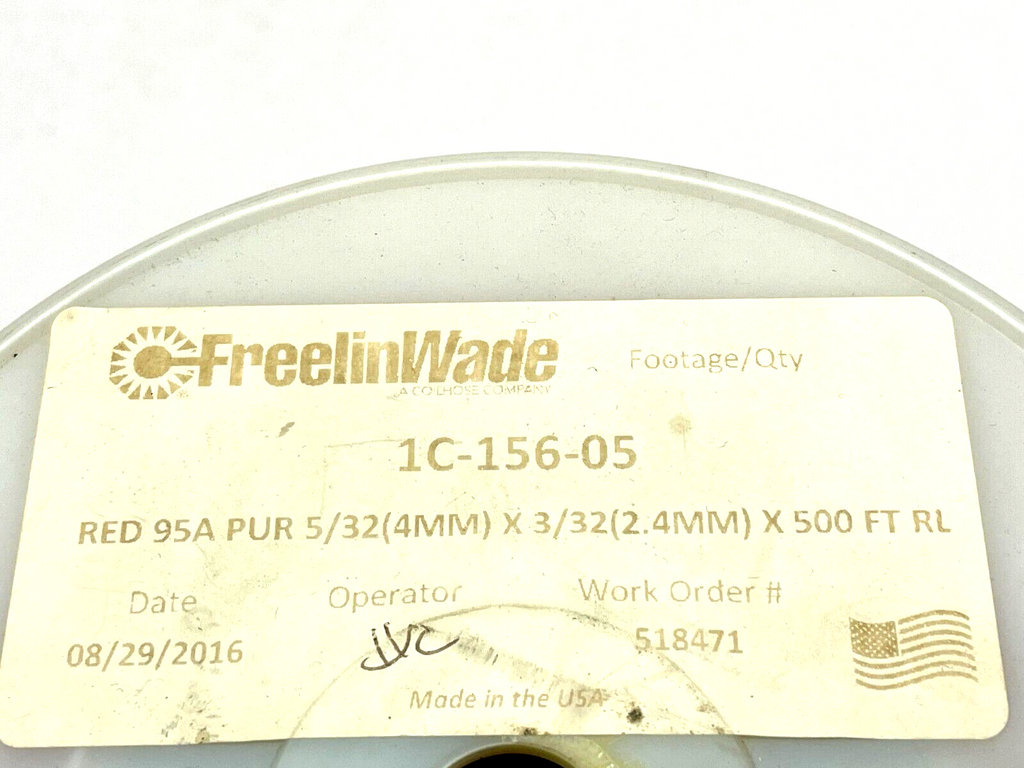 FreelinWade
A COILHOSE COMPANY
Footage/Qty
1C-156-05
RED 95A PUR 5/32(4MM) X 3/32(2.4MM) X 500 FT RL
Date
Operator
Work Order #
08/29/2016
518471
Made in the USA